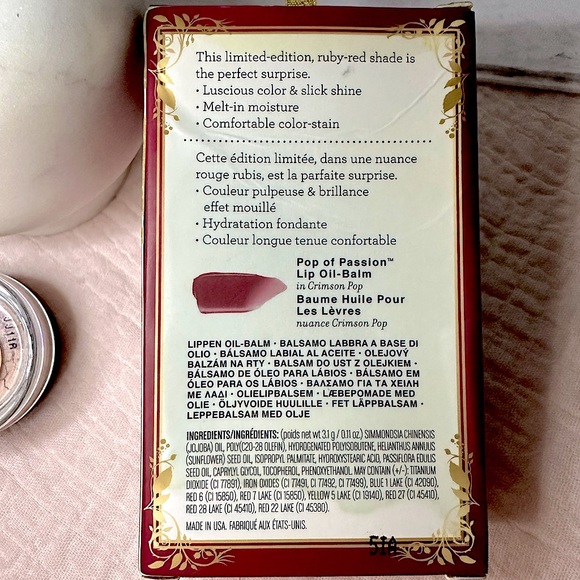 This limited-edition, ruby-red shade is
the perfect surprise.
• Luscious color & slick shine
• Melt-in moisture
• Comfortable color-stain
Cette édition limitée, dans une nuance
rouge rubis, est la parfaite surprise.
• Couleur pulpeuse & brillance
effet mouillé
• Hydratation fondante
• Couleur longue tenue confortable
Pop of Passion™
Lip Oil-Balm
in Crimson Pop
Baume Huile Pour
Les Lèvres
nuance Crimson Pop
LIPPEN OIL-BALM • BALSAMO LABBRA A BASE DI
OLIO • BÁLSAMO LABIAL AL ACEITE • OLEJOVÝ
BALZÁM NA RTY • BALSAM DO UST Z OLEJKIEM •
BÁLSAMO DE ÓLEO PARA LÁBIOS • BÁLSAMO EM
ÓLEO PARA OS LÁBIOS • ΒΑΛΣΑΜΟ ΓΙΑ ΤΑ ΧΕΙΛΗ
ΜΕ ΛΑΔΙ • OLIELIPBALSEM • LÆBEPOMADE MED
OLIE • ÖLJYVOIDE HUULILLE • FET LÄPPBALSAM •
LEPPEBALSAM MED OLJE
INGREDIENTS/INGRÉDIENTS: (poids net wt 3.1 g / 0.11 oz.) SIMMONDSIA CHINENSIS
(JOJOBA) OIL, POLY(C20-28 OLEFIN), HYDROGENATED POLYISOBUTENE, HELIANTHUS ANNUUS
(SUNFLOWER) SEED OIL, ISOPROPYL PALMITATE, HYDROXYSTEARIC ACID, PASSIFLORA EDULIS
SEED OIL, CAPRYLYL GLYCOL, TOCOPHEROL, PHENOXYETHANOL. MAY CONTAIN (+/-): TITANIUM
DIOXIDE (CI 77891), IRON OXIDES (CI 77491, CI 77492, CI 77499), BLUE 1 LAKE (CI 42090),
RED 6 (CI 15850), RED 7 LAKE (CI 15850), YELLOW 5 LAKE (CI 19140), RED 27 (CI 45410),
RED 28 LAKE (CI 45410), RED 22 LAKE (CI 45380).
MADE IN USA. FABRIQUÉ AUX ÉTATS-UNIS.
51A